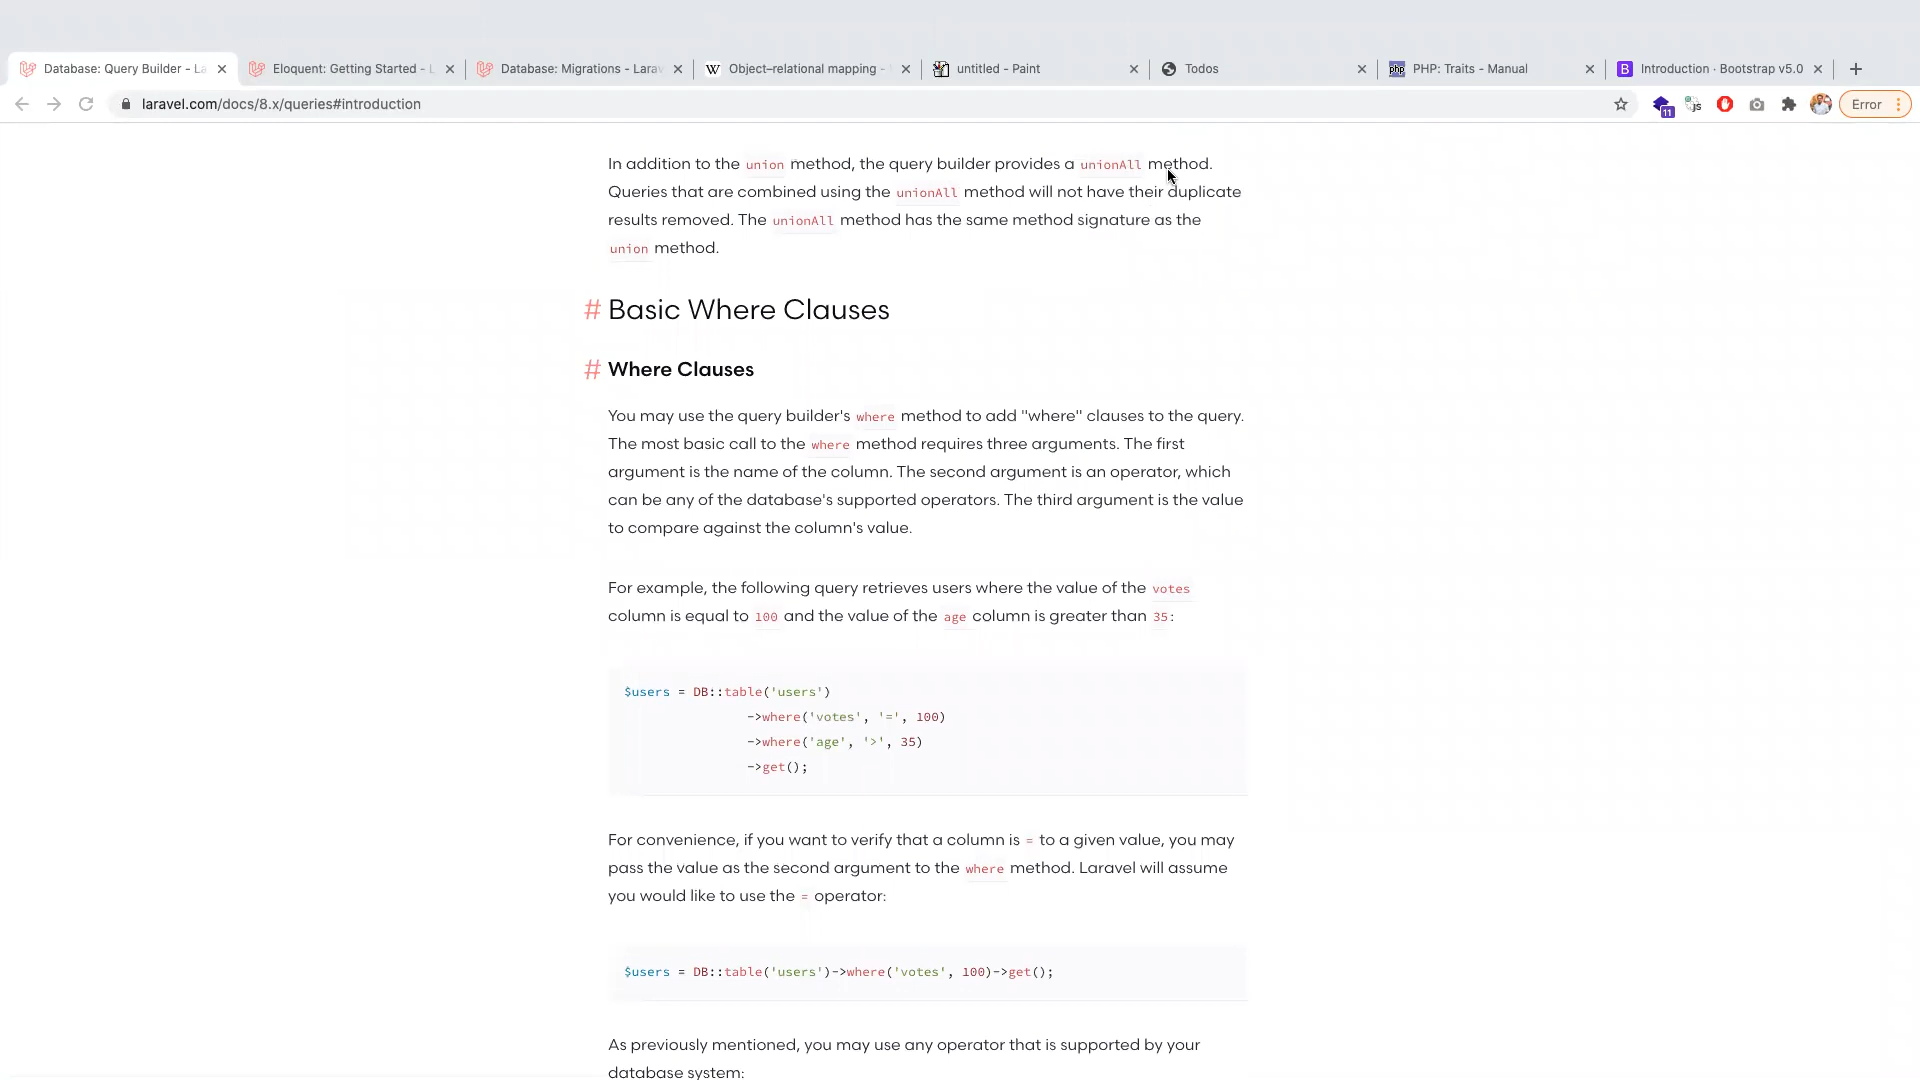 Database: Query Builder - La
Eloquent: Getting Started - L
Database: Migrations - Larav
W Object–relational mapping -
untitled - Paint
Todos
php PHP: Traits - Manual
B Introduction · Bootstrap v5.0
laravel.com/docs/8.x/queries#introduction
11
js
Error
In addition to the union method, the query builder provides a unionAll method.
Queries that are combined using the unionAll method will not have their duplicate
results removed. The unionAll method has the same method signature as the
union method.
# Basic Where Clauses
# Where Clauses
You may use the query builder's where method to add "where" clauses to the query.
The most basic call to the where method requires three arguments. The first
argument is the name of the column. The second argument is an operator, which
can be any of the database's supported operators. The third argument is the value
to compare against the column's value.
For example, the following query retrieves users where the value of the votes
column is equal to 100 and the value of the age column is greater than 35:
$users = DB::table('users')
->where('votes', '=', 100)
->where('age', '>', 35)
->get();
For convenience, if you want to verify that a column is = to a given value, you may
pass the value as the second argument to the where method. Laravel will assume
you would like to use the = operator:
$users = DB::table('users')->where('votes', 100)->get();
As previously mentioned, you may use any operator that is supported by your
database system: